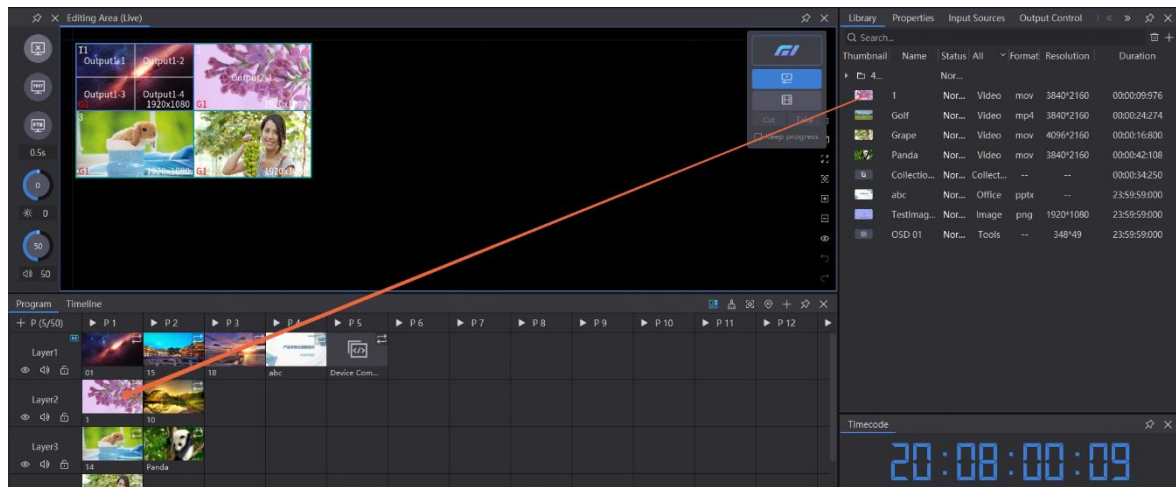 Editing Area (Live)
T1
Output1-1
Output1-2
Output1-3
Output1-4
G1
1920x1080
2
Output2-1
G1
3
G1
1920x1080
G1
1920x1080
TEST
FTB
0.5s
0
0
50
50
Cut
Take
Keep progress
Library Properties Input Sources Output Control
Search...
Thumbnail Name Status All Format Resolution Duration
4... Nor...
1 Nor... Video mov 3840*2160 00:00:09:976
Golf Nor... Video mp4 3840*2160 00:00:24:274
Grape Nor... Video mov 4096*2160 00:00:16:800
Panda Nor... Video mov 3840*2160 00:00:42:108
Collectio... Nor... Collect... -- -- 00:00:34:250
abc Nor... Office pptx -- 23:59:59:000
TestImag... Nor... Image png 1920*1080 23:59:59:000
OSD 01 Nor... Tools -- 348*49 23:59:59:000
Program Timeline
P (5/50) P 1 P 2 P 3 P 4 P 5 P 6 P 7 P 8 P 9 P 10 P 11 P 12
Layer1
01 15 18 abc Device Com...
Layer2
1 10
Layer3
14 Panda
Timecode
20:08:00:09